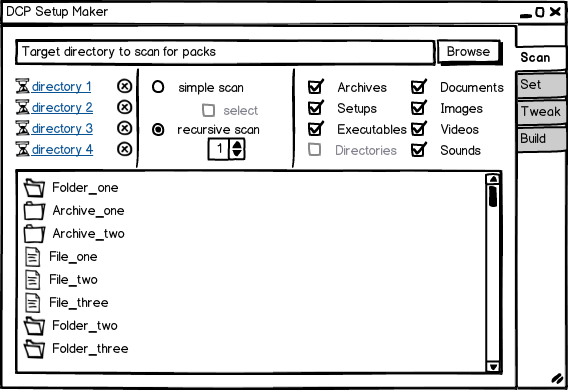 DCP Setup Maker
Target directory to scan for packs
Browse
Scan
Set
Tweak
Build
directory 1
directory 2
directory 3
directory 4
simple scan
select
recursive scan
1
Archives
Setups
Executables
Directories
Documents
Images
Videos
Sounds
Folder_one
Archive_one
Archive_two
File_one
File_two
File_three
Folder_two
Folder_three